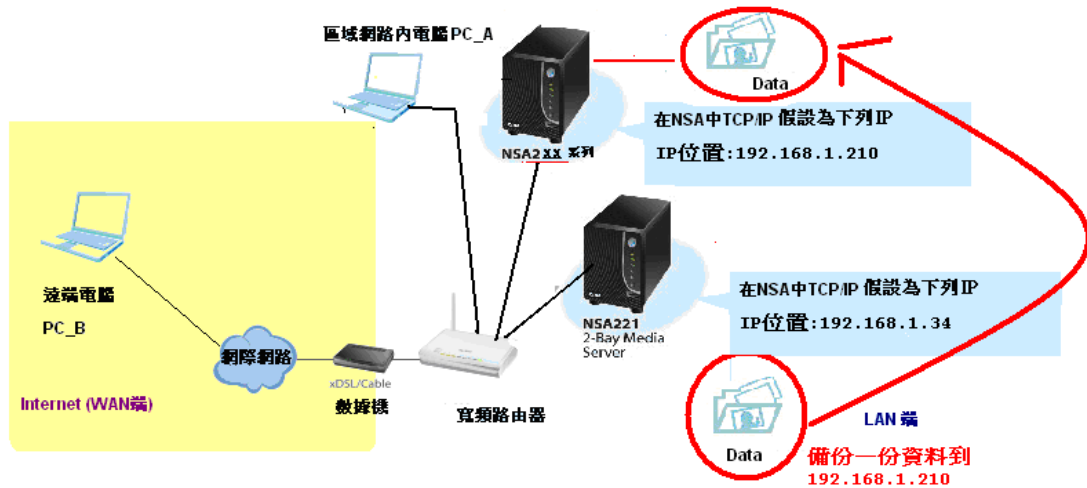 區域網路內電腦PC_A
Data
在NSA中TCP/IP 假設為下列IP
IP位置:192.168.1.210
NSA2XX 系列
遠端電腦
PC_B
在NSA中TCP/IP 假設為下列IP
IP位置:192.168.1.34
NSA221
2-Bay Media
Server
網際網路
xDSL/Cable
數據機
寬頻路由器
Internet (WAN端)
LAN 端
Data
備份一份資料到
192.168.1.210